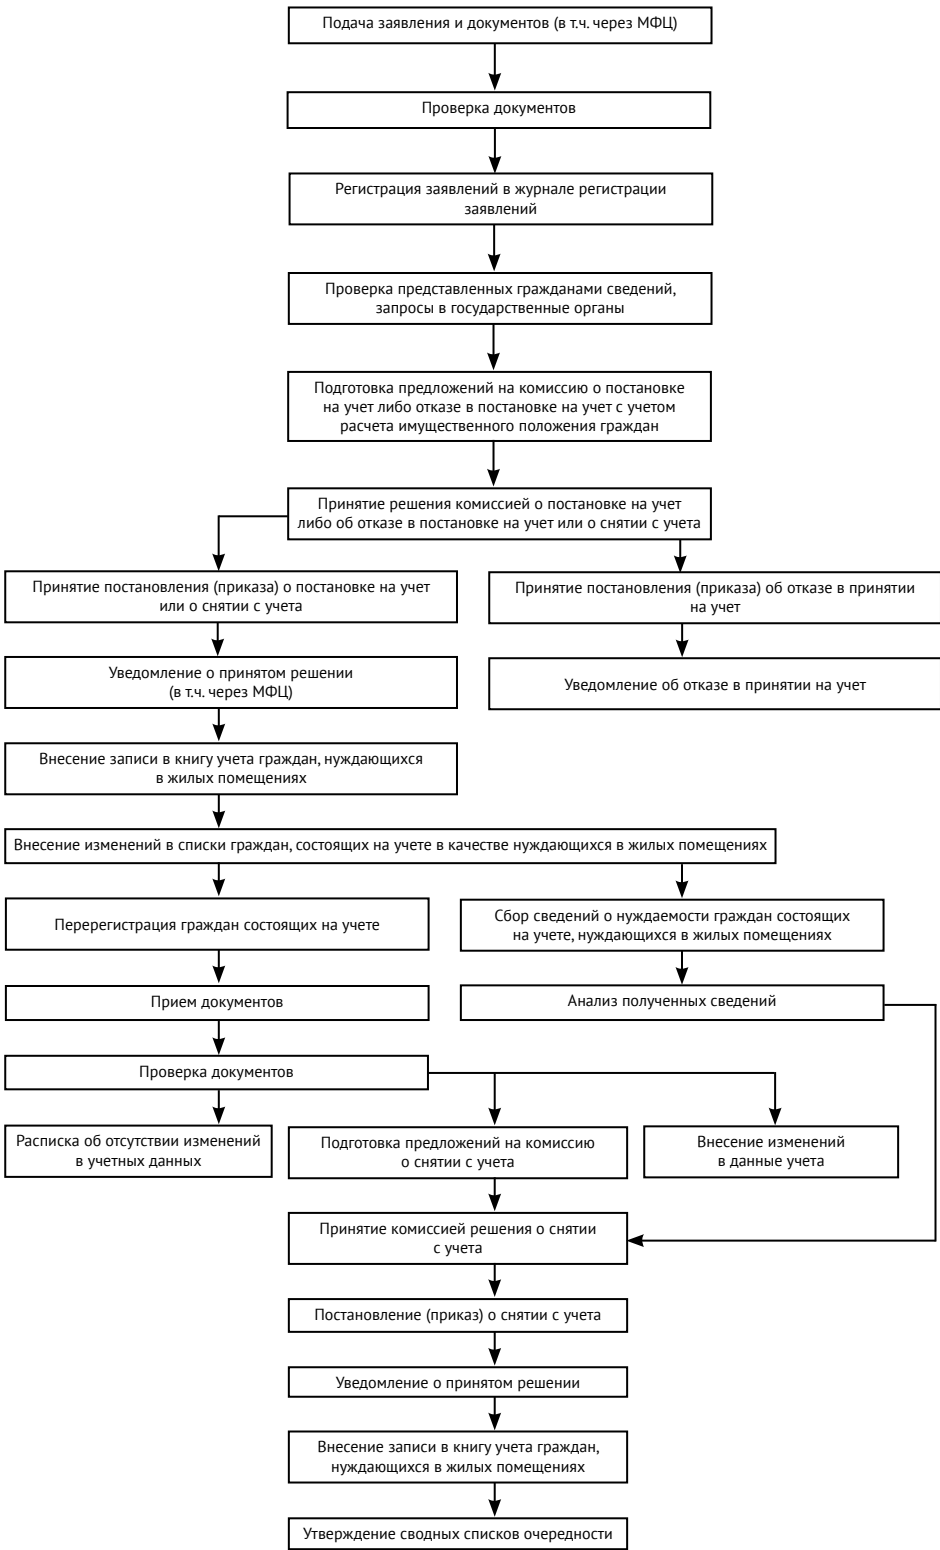 Подача заявления и документов (в т.ч. через МФЦ)
Проверка документов
Регистрация заявлений в журнале регистрации
заявлений
Проверка представленных гражданами сведений,
запросы в государственные органы
Подготовка предложений на комиссию о постановке
на учет либо отказе в постановке на учет с учетом
расчета имущественного положения граждан
Принятие решения комиссией о постановке на учет
либо об отказе в постановке на учет или о снятии с учета
Принятие постановления (приказа) о постановке на учет
или о снятии с учета
Принятие постановления (приказа) об отказе в принятии
на учет
Уведомление о принятом решении
(в т.ч. через МФЦ)
Уведомление об отказе в принятии на учет
Внесение записи в книгу учета граждан, нуждающихся
в жилых помещениях
Внесение изменений в списки граждан, состоящих на учете в качестве нуждающихся в жилых помещениях
Перерегистрация граждан состоящих на учете
Сбор сведений о нуждаемости граждан состоящих
на учете, нуждающихся в жилых помещениях
Прием документов
Анализ полученных сведений
Проверка документов
Расписка об отсутствии изменений
в учетных данных
Подготовка предложений на комиссию
о снятии с учета
Внесение изменений
в данные учета
Принятие комиссией решения о снятии
с учета
Постановление (приказ) о снятии с учета
Уведомление о принятом решении
Внесение записи в книгу учета граждан,
нуждающихся в жилых помещениях
Утверждение сводных списков очередности